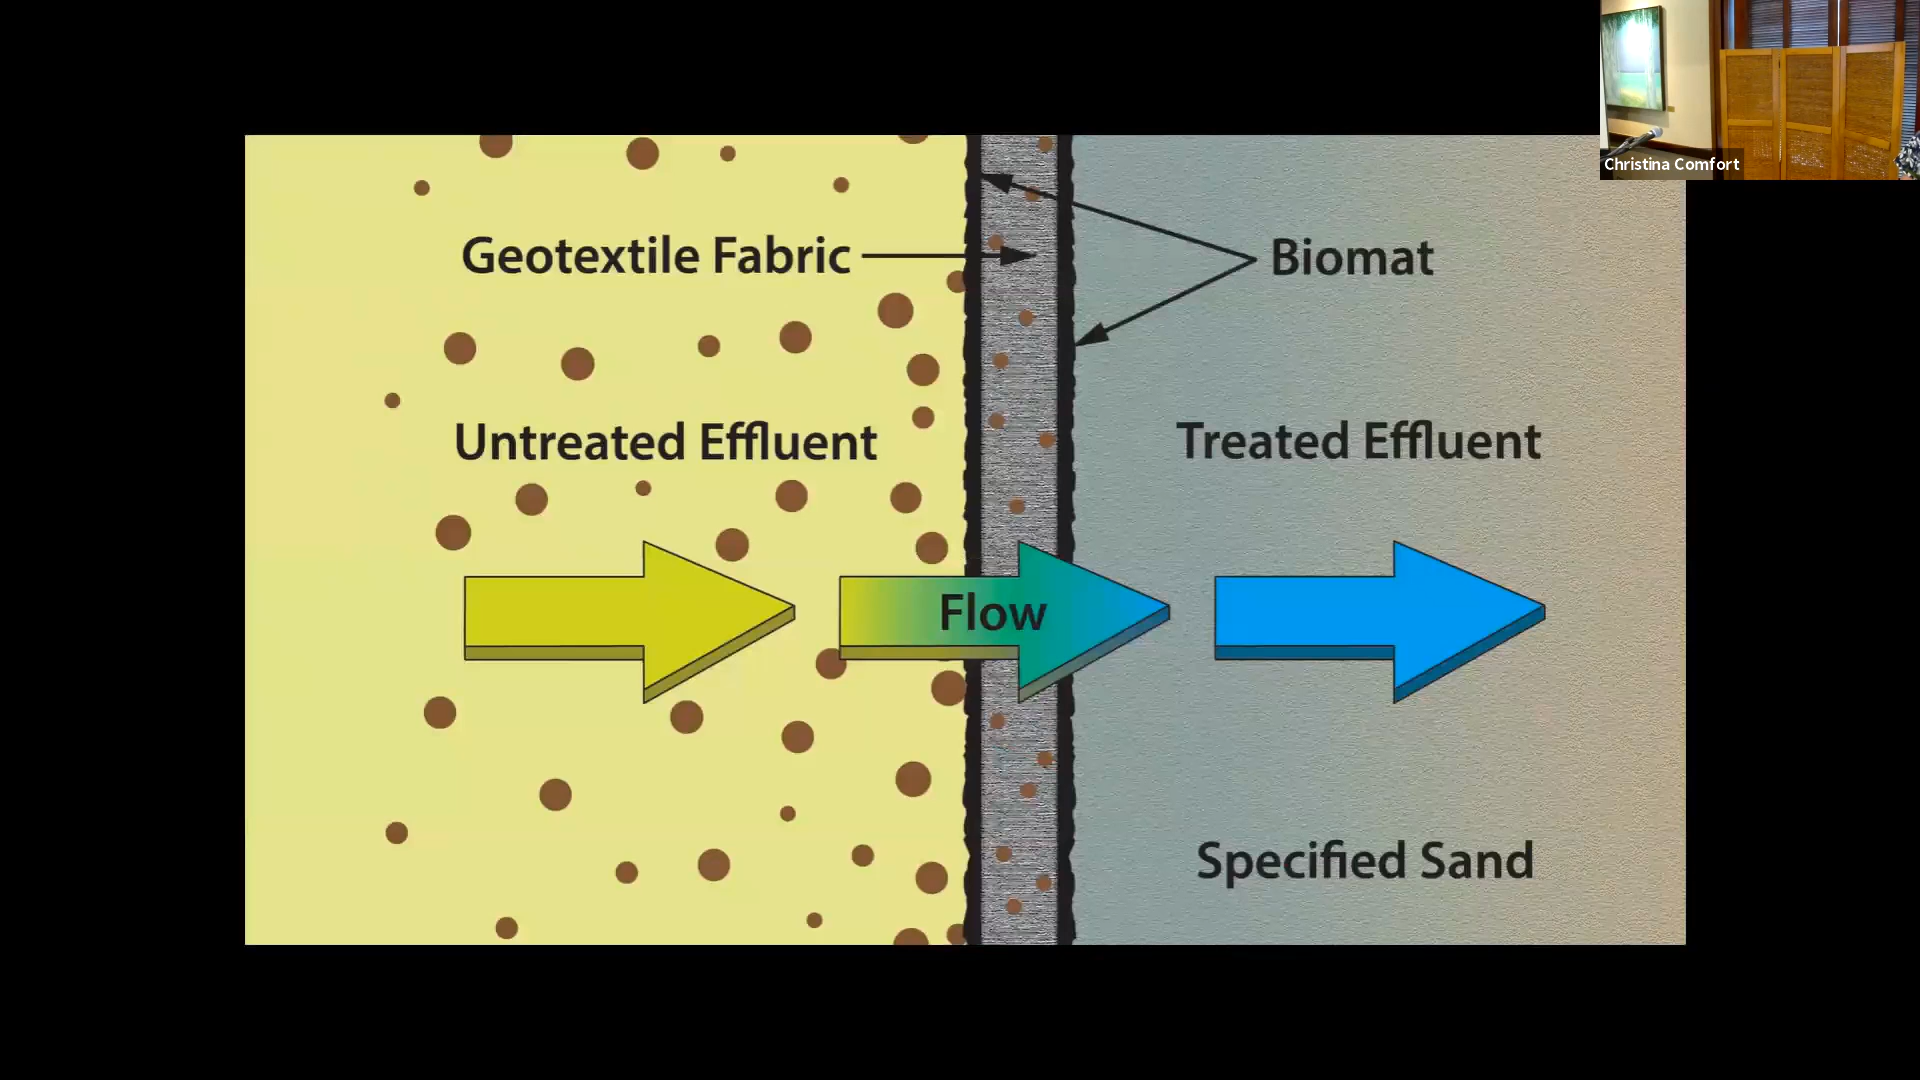 Christina Comfort
Geotextile Fabric
Biomat
Untreated Effluent
Treated Effluent
Flow
Specified Sand